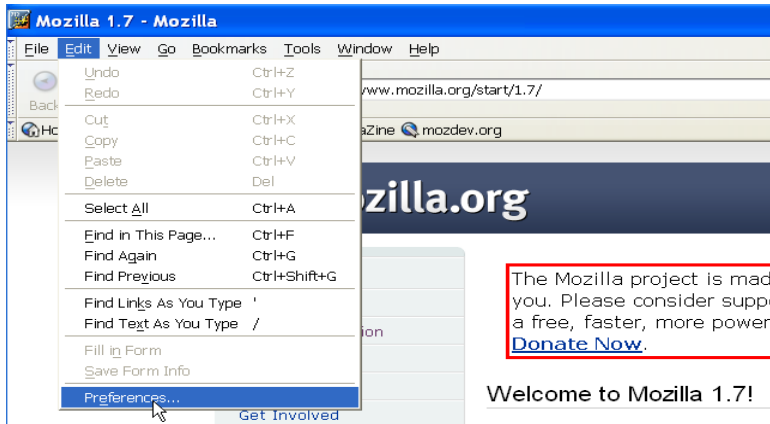 Mozilla 1.7 - Mozilla
File Edit View Go Bookmarks Tools Window Help
Undo Ctrl+Z
Redo Ctrl+Y
www.mozilla.org/start/1.7/
Back
Cut Ctrl+X
Copy Ctrl+C
Paste Ctrl+V
Delete Del
aZine mozdev.org
Select All Ctrl+A
zilla.org
Find in This Page... Ctrl+F
Find Again Ctrl+G
Find Previous Ctrl+Shift+G
Find Links As You Type '
Find Text As You Type /
Fill in Form
Save Form Info
Preferences...
Get Involved
The Mozilla project is mad
you. Please consider supp
a free, faster, more power
Donate Now.
Welcome to Mozilla 1.7!